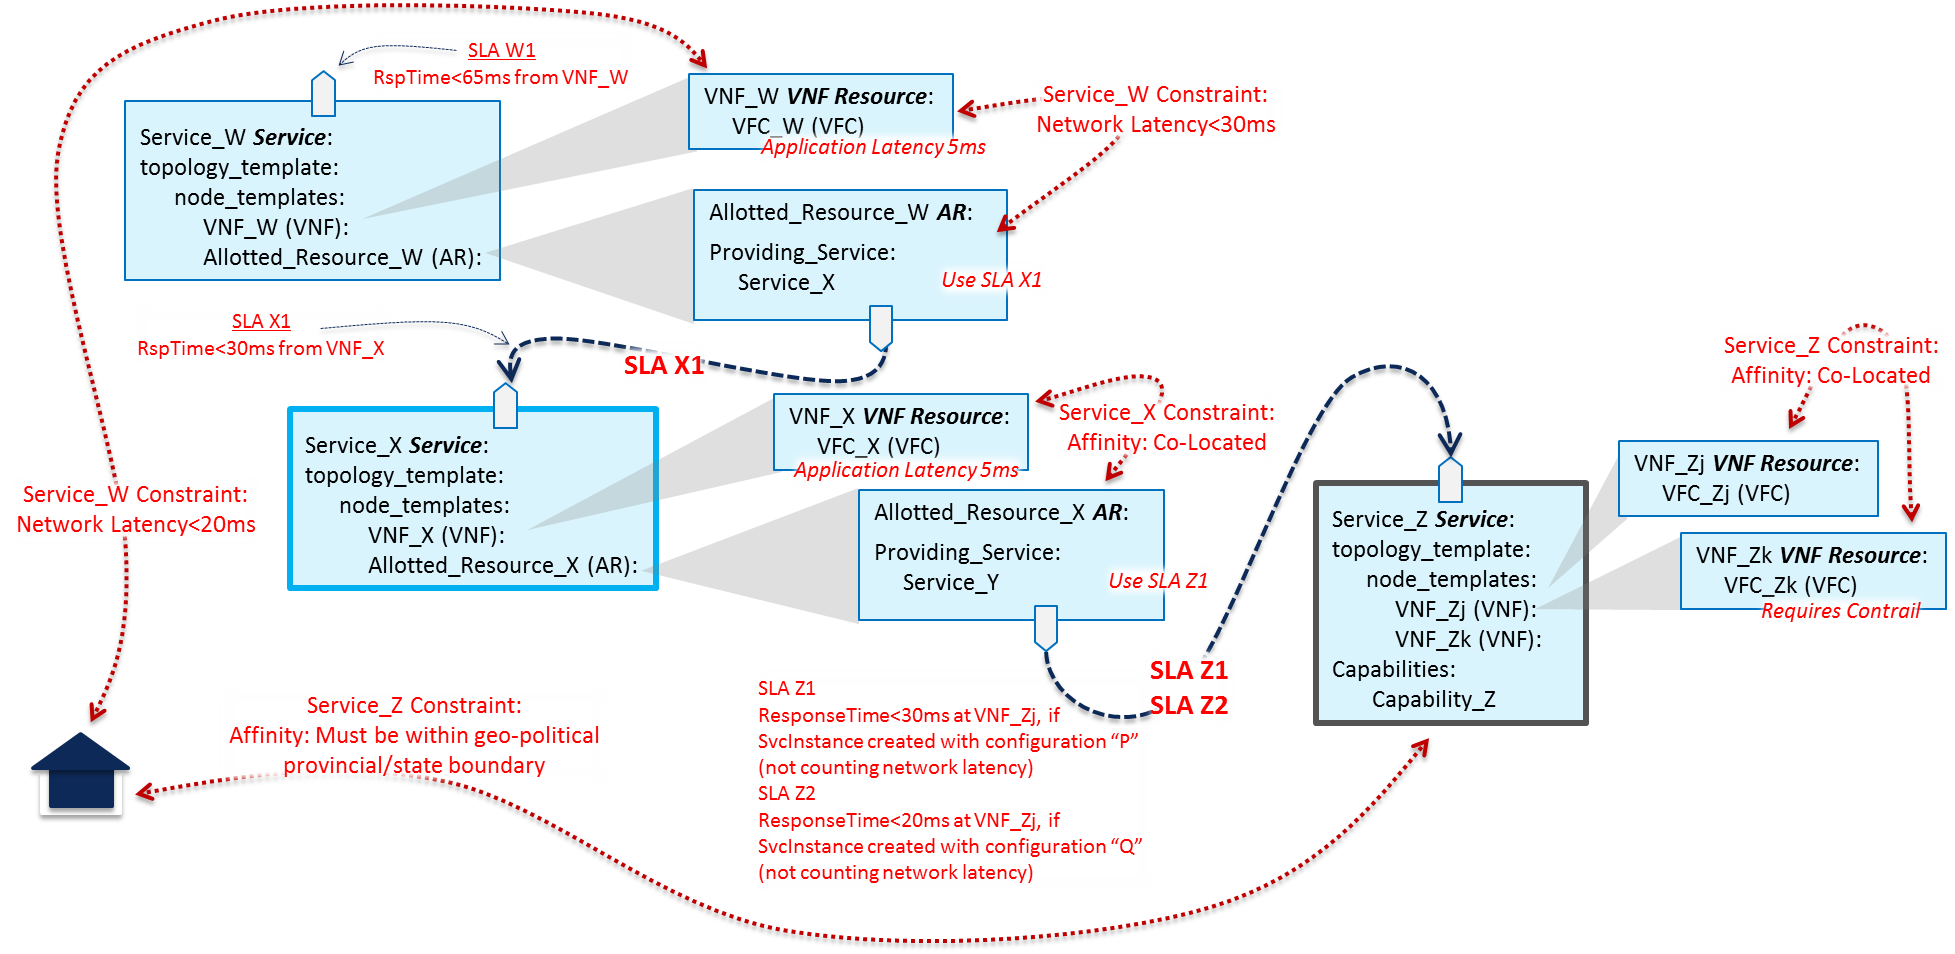 SLA W1
RspTime<65ms from VNF_W
Service_W Service:
topology_template:
node_templates:
VNF_W (VNF):
Allotted_Resource_W (AR):
VNF_W VNF Resource:
VFC_W (VFC)
Application Latency 5ms
Service_W Constraint:
Network Latency<30ms
Allotted_Resource_W AR:
Providing_Service:
Service_X
Use SLA X1
SLA X1
RspTime<30ms from VNF_X
SLA X1
Service_X Service:
topology_template:
node_templates:
VNF_X (VNF):
Allotted_Resource_X (AR):
VNF_X VNF Resource:
VFC_X (VFC)
Application Latency 5ms
Service_X Constraint:
Affinity: Co-Located
Allotted_Resource_X AR:
Providing_Service:
Service_Y
Use SLA Z1
Service_Z Constraint:
Affinity: Co-Located
VNF_Zj VNF Resource:
VFC_Zj (VFC)
VNF_Zk VNF Resource:
VFC_Zk (VFC)
Requires Contrail
Service_Z Service:
topology_template:
node_templates:
VNF_Zj (VNF):
VNF_Zk (VNF):
Capabilities:
Capability_Z
Service_W Constraint:
Network Latency<20ms
SLA Z1
SLA Z2
Service_Z Constraint:
Affinity: Must be within geo-political
provincial/state boundary
SLA Z1
ResponseTime<30ms at VNF_Zj, if
SvcInstance created with configuration “P”
(not counting network latency)
SLA Z2
ResponseTime<20ms at VNF_Zj, if
SvcInstance created with configuration “Q”
(not counting network latency)